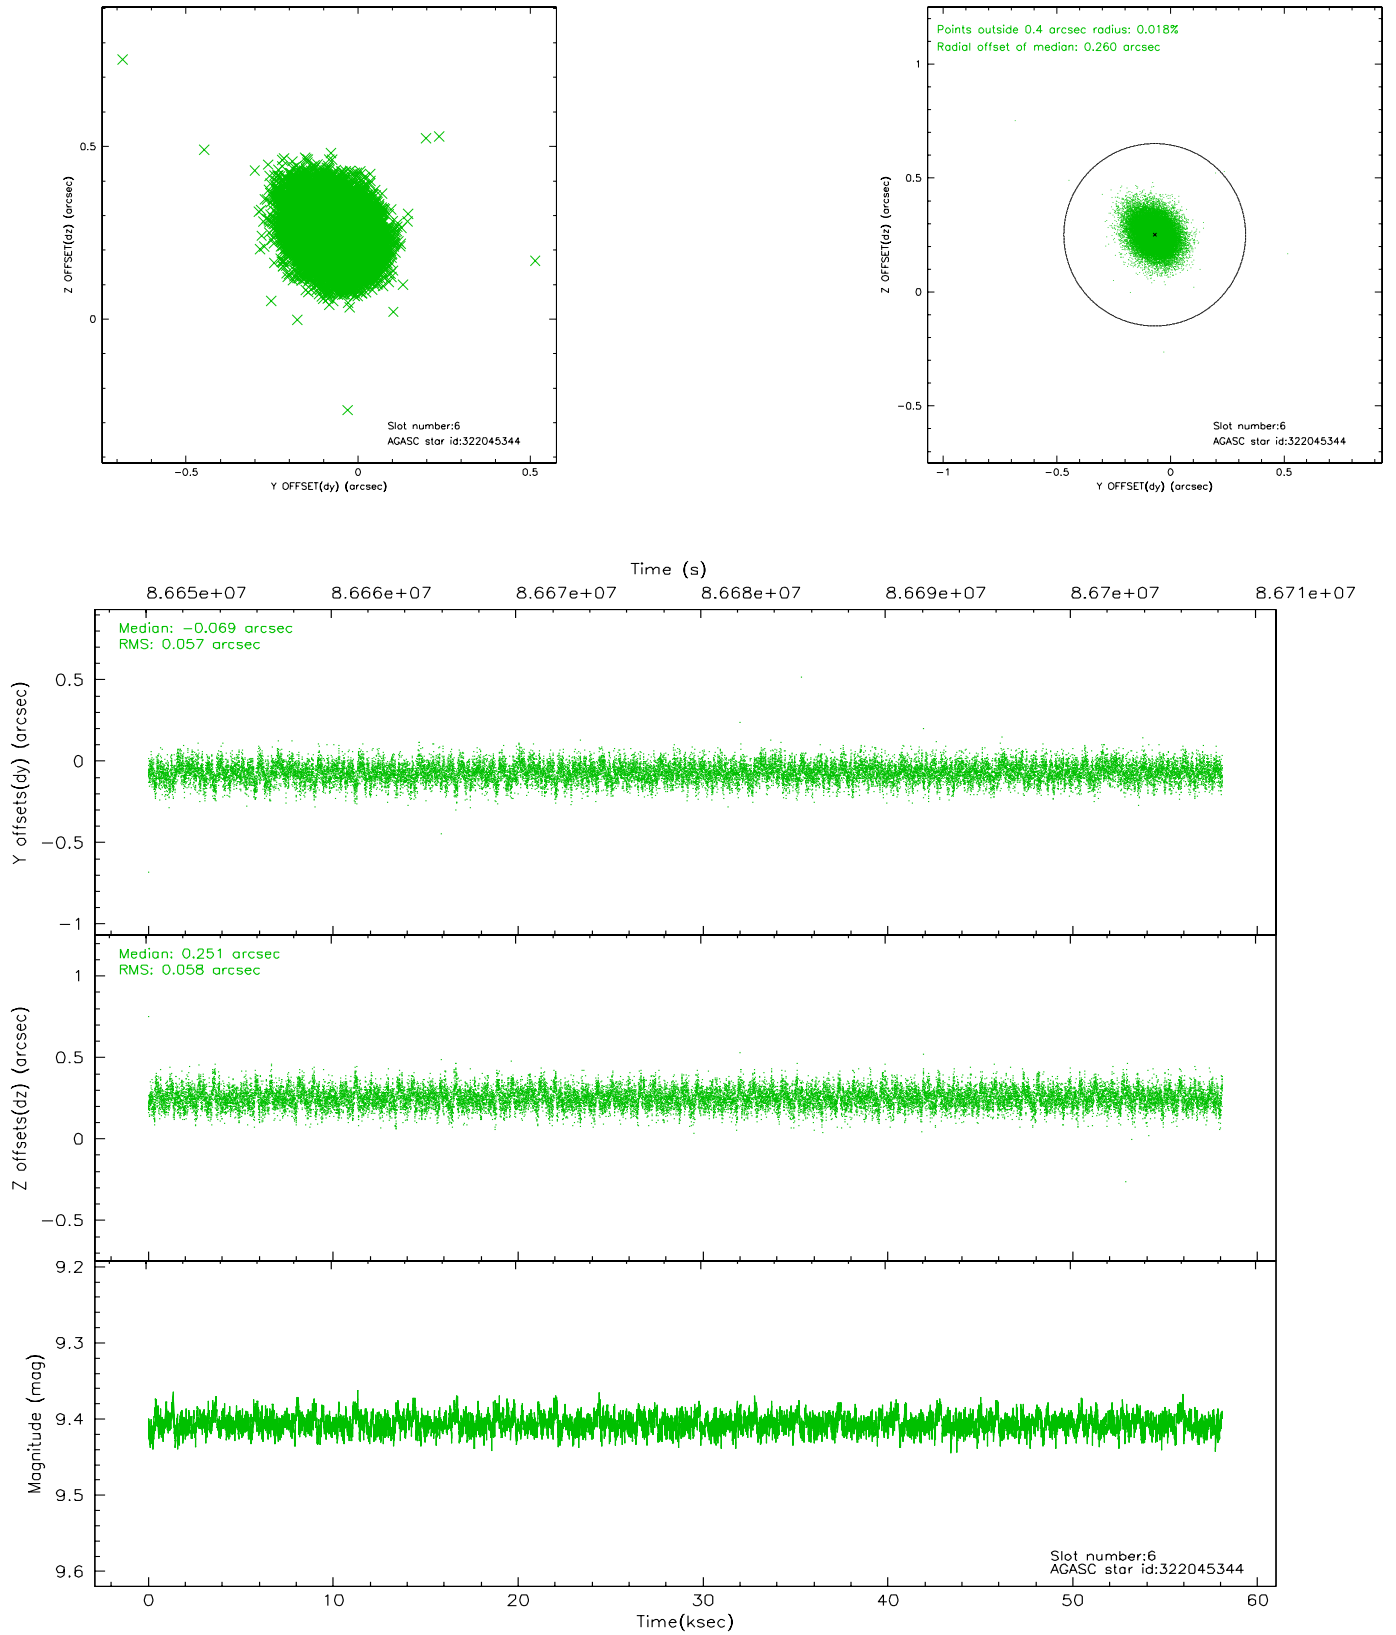 0.5
0
Z OFFSET(dz) (arcsec)
−0.5 0 0.5
Y OFFSET(dy) (arcsec)
Slot number:6
AGASC star id:322045344
Points outside 0.4 arcsec radius: 0.018%
Radial offset of median: 0.260 arcsec
1
0.5
0
−0.5
Z OFFSET(dz) (arcsec)
−1 −0.5 0 0.5
Y OFFSET(dy) (arcsec)
Slot number:6
AGASC star id:322045344
Time (s)
8.665e+07 8.666e+07 8.667e+07 8.668e+07 8.669e+07 8.67e+07 8.671e+07
Median: −0.069 arcsec
RMS: 0.057 arcsec
0.5
0
−0.5
−1
Y offsets(dy) (arcsec)
Median: 0.251 arcsec
RMS: 0.058 arcsec
1
0.5
0
−0.5
Z offsets(dz) (arcsec)
9.2
9.3
9.4
9.5
9.6
Magnitude (mag)
Slot number:6
AGASC star id:322045344
0 10 20 30 40 50 60
Time(ksec)